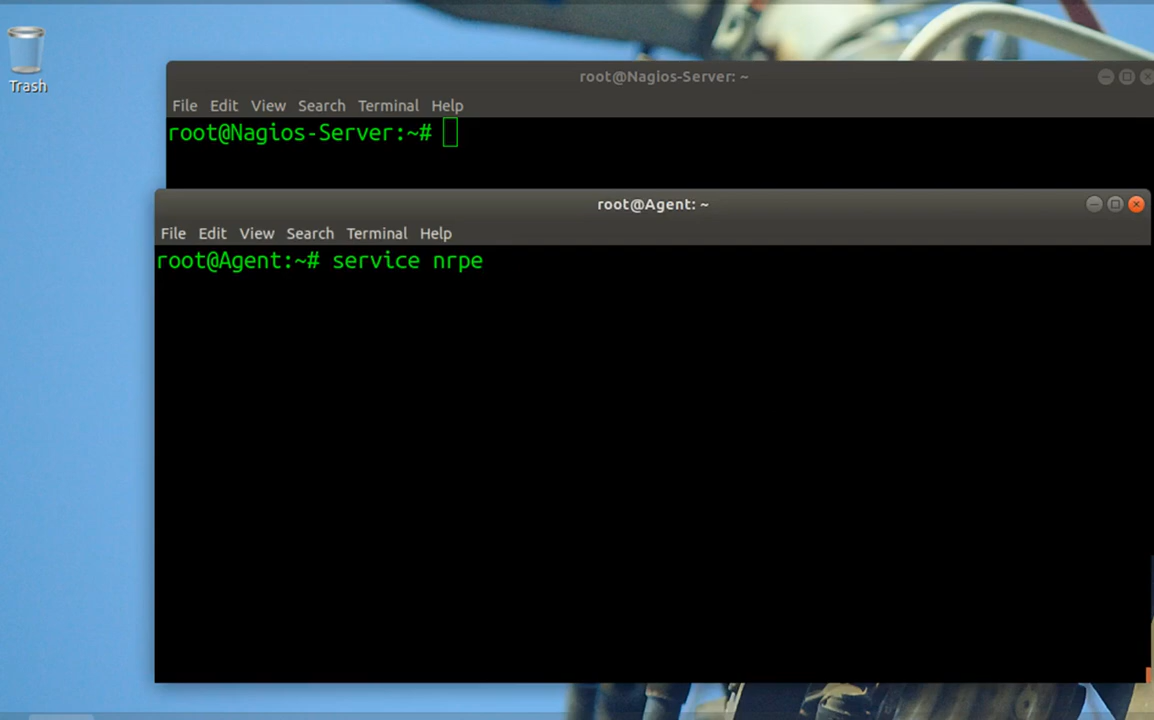 Trash
root@Nagios-Server: ~
File Edit View Search Terminal Help
root@Nagios-Server:~#
root@Agent: ~
File Edit View Search Terminal Help
root@Agent:~# service nrpe